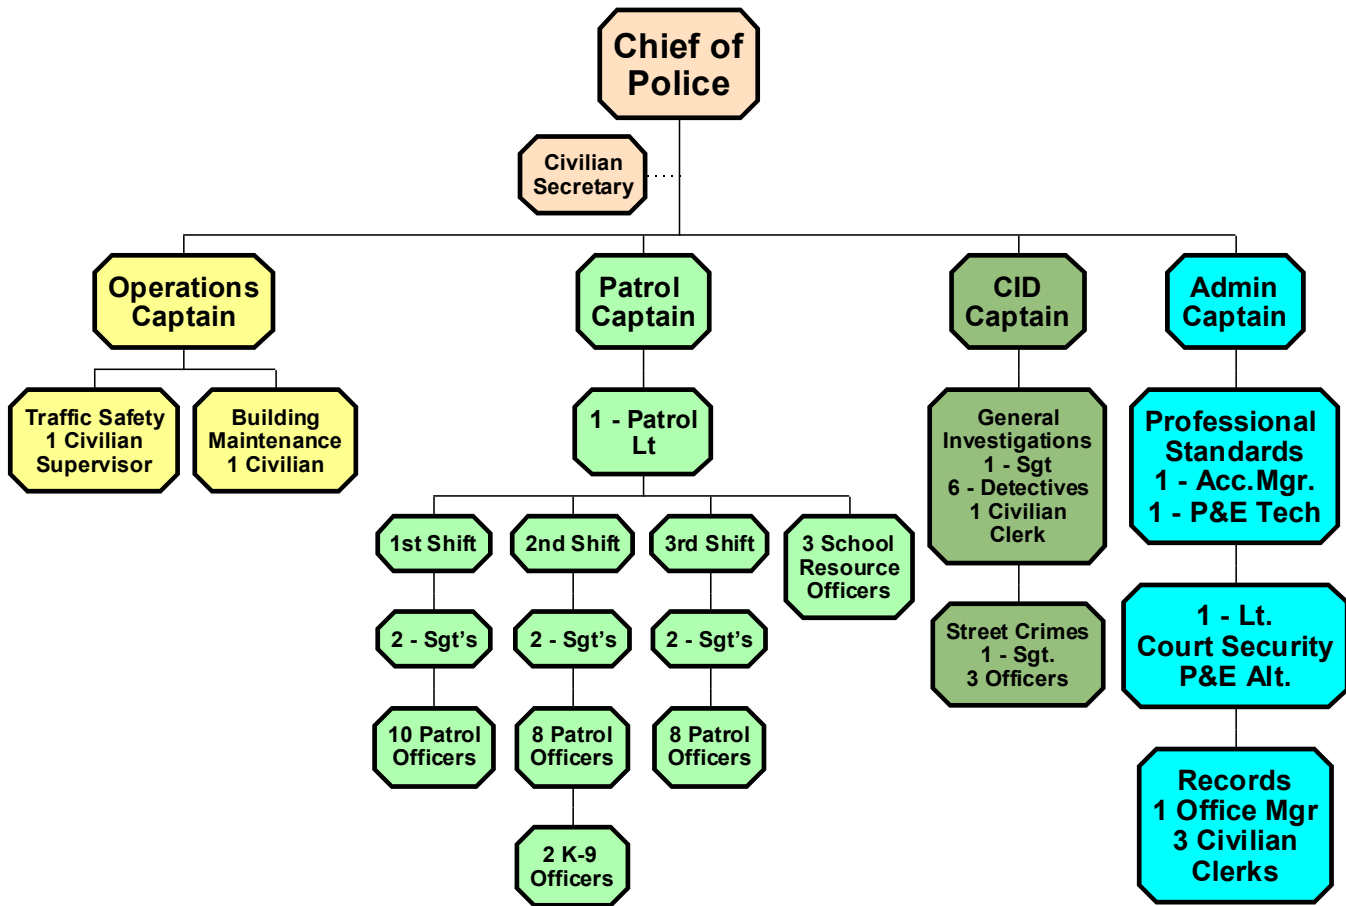 Chief of
Police
Civilian
Secretary
Operations
Captain
Patrol
Captain
CID
Captain
Admin
Captain
Traffic Safety
1 Civilian
Supervisor
Building
Maintenance
1 Civilian
1 - Patrol
Lt
General
Investigations
1 - Sgt
6 - Detectives
1 Civilian
Clerk
Professional
Standards
1 - Acc.Mgr.
1 - P&E Tech
1st Shift
2nd Shift
3rd Shift
3 School
Resource
Officers
2 - Sgt’s
2 - Sgt’s
2 - Sgt’s
Street Crimes
1 - Sgt.
3 Officers
1 - Lt.
Court Security
P&E Alt.
10 Patrol
Officers
8 Patrol
Officers
8 Patrol
Officers
2 K-9
Officers
Records
1 Office Mgr
3 Civilian
Clerks